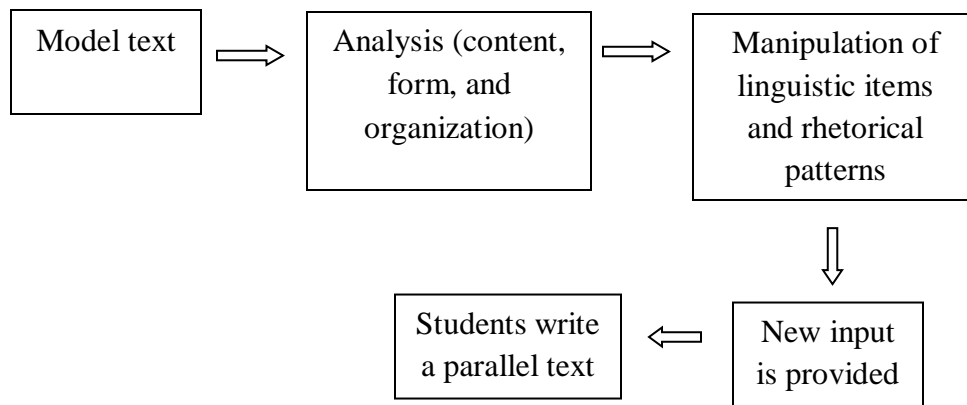 Model text
Analysis (content,
form, and
organization)
Manipulation of
linguistic items
and rhetorical
patterns
New input
is provided
Students write
a parallel text